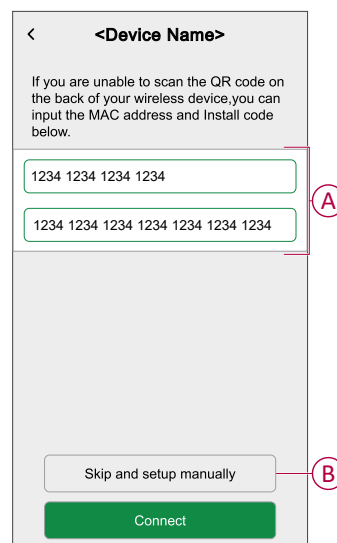 <Device Name>
If you are unable to scan the QR code on
the back of your wireless device,you can
input the MAC address and Install code
below.
1234 1234 1234 1234
A
1234 1234 1234 1234 1234 1234 1234
Skip and setup manually
B
Connect